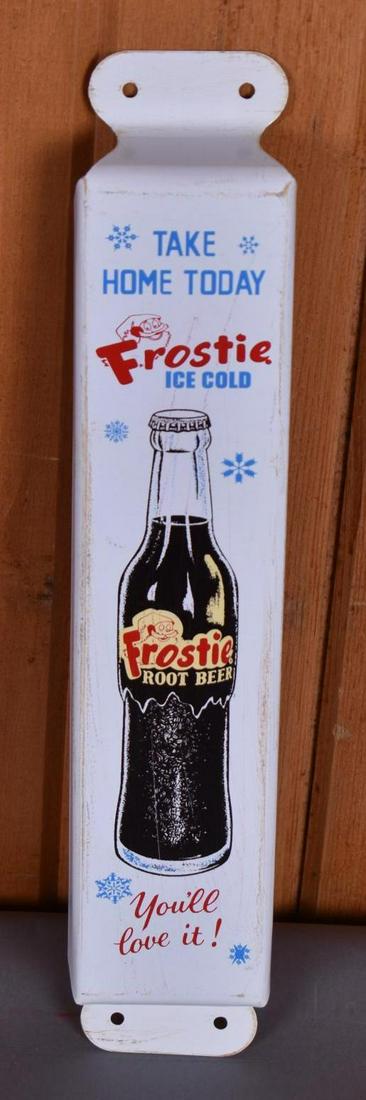 TAKE
HOME TODAY
Frostie
ICE COLD
Frostie
ROOT BEER
You'll
love it!